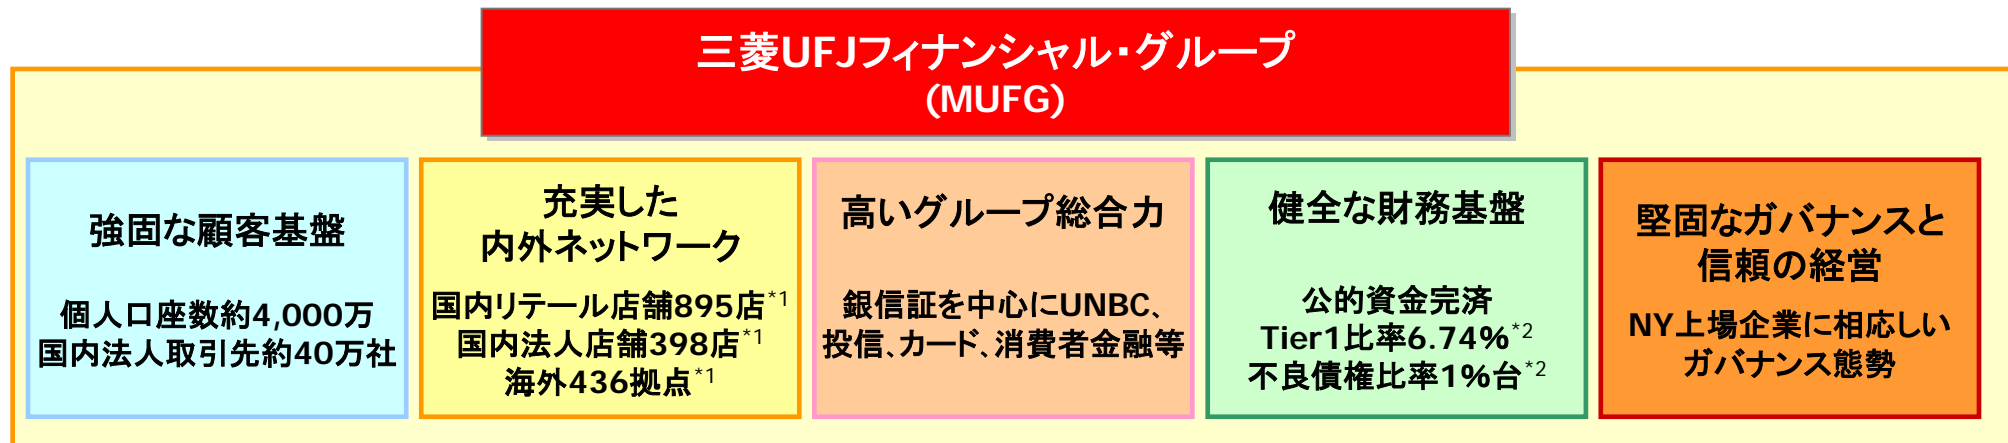 三菱UFJフィナンシャル・グループ
(MUFG)
強固な顧客基盤
個人口座数約4,000万
国内法人取引先約40万社
充実した
内外ネットワーク
国内リテール店舗895店*1
国内法人店舗398店*1
海外436拠点*1
高いグループ総合力
銀信証を中心にUNBC、
投信、カード、消費者金融等
健全な財務基盤
公的資金完済
Tier1比率6.74%*2
不良債権比率1%台*2
堅固なガバナンスと
信頼の経営
NY上場企業に相応しい
ガバナンス態勢